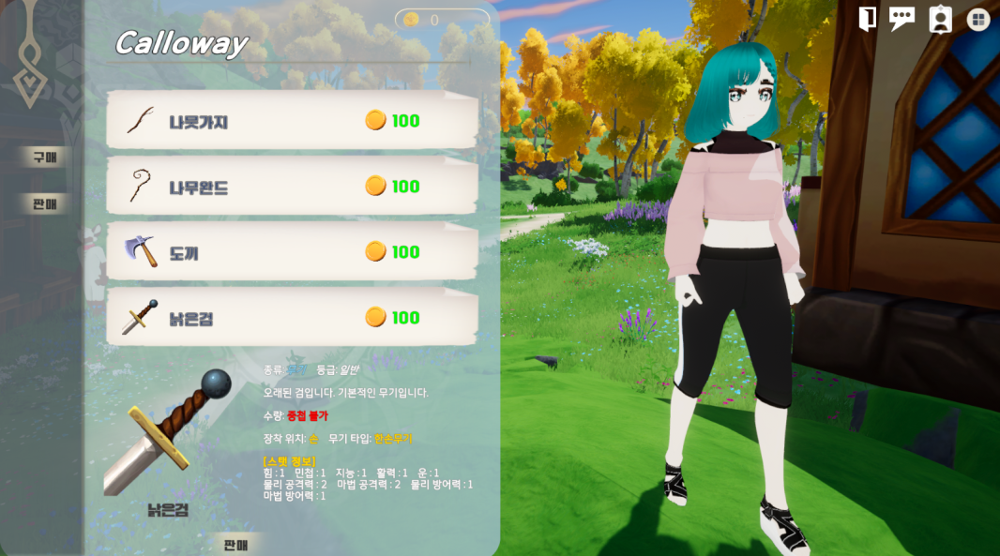 0
Calloway
나뭇가지 100
구매
나무완드 100
판매
도끼 100
낡은검 100
종류: 무기 등급: 일반
오래된 검입니다. 기본적인 무기입니다.
수량: 중첩 불가
장착 위치: 손 무기 타입: 한손무기
[스탯 정보]
힘 : 1 민첩 : 1 지능 : 1 활력 : 1 운 : 1
물리 공격력 : 2 마법 공격력 : 2 물리 방어력 : 1
마법 방어력 : 1
낡은검
판매